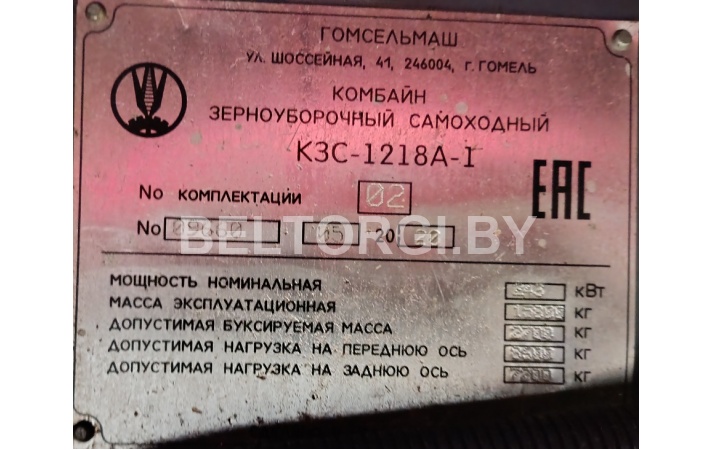 ГОМСЕЛЬМАШ
УЛ. ШОССЕЙНАЯ, 41, 246004, г. ГОМЕЛЬ
КОМБАЙН
ЗЕРНОУБОРОЧНЫЙ САМОХОДНЫЙ
КЗС-1218А-1
EAC
No КОМПЛЕКТАЦИИ 02
No 05 20
BELTORGI.BY
МОЩНОСТЬ НОМИНАЛЬНАЯ кВт
МАССА ЭКСПЛУАТАЦИОННАЯ кг
ДОПУСТИМАЯ БУКСИРУЕМАЯ МАССА кг
ДОПУСТИМАЯ НАГРУЗКА НА ПЕРЕДНЮЮ ОСЬ кг
ДОПУСТИМАЯ НАГРУЗКА НА ЗАДНЮЮ ОСЬ кг